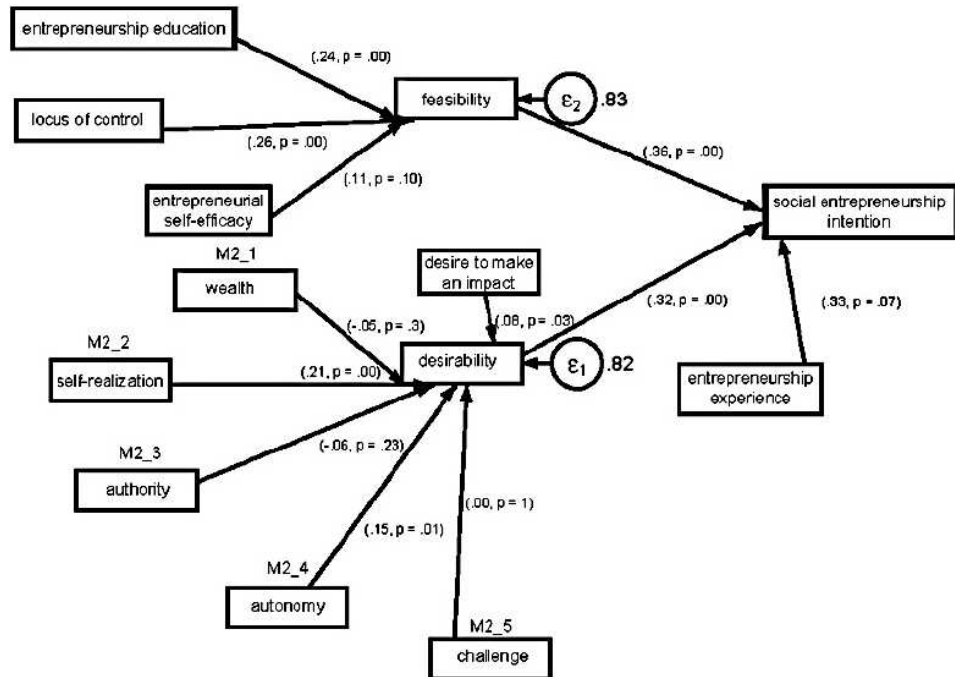 entrepreneurship education
(.24, p = .00)
feasibility
ε2
.83
locus of control
(.26, p = .00)
(.36, p = .00)
(.11, p = .10)
entrepreneurial
self-efficacy
social entrepreneurship
intention
M2_1
wealth
desire to make
an impact
(.32, p = .00)
(.33, p = .07)
(-.05, p = .3)
(.08, p = .03)
M2_2
self-realization
(.21, p = .00)
desirability
ε1
.82
entrepreneurship
experience
M2_3
authority
(-.06, p = .23)
(.00, p = 1)
(.15, p = .01)
M2_4
autonomy
M2_5
challenge